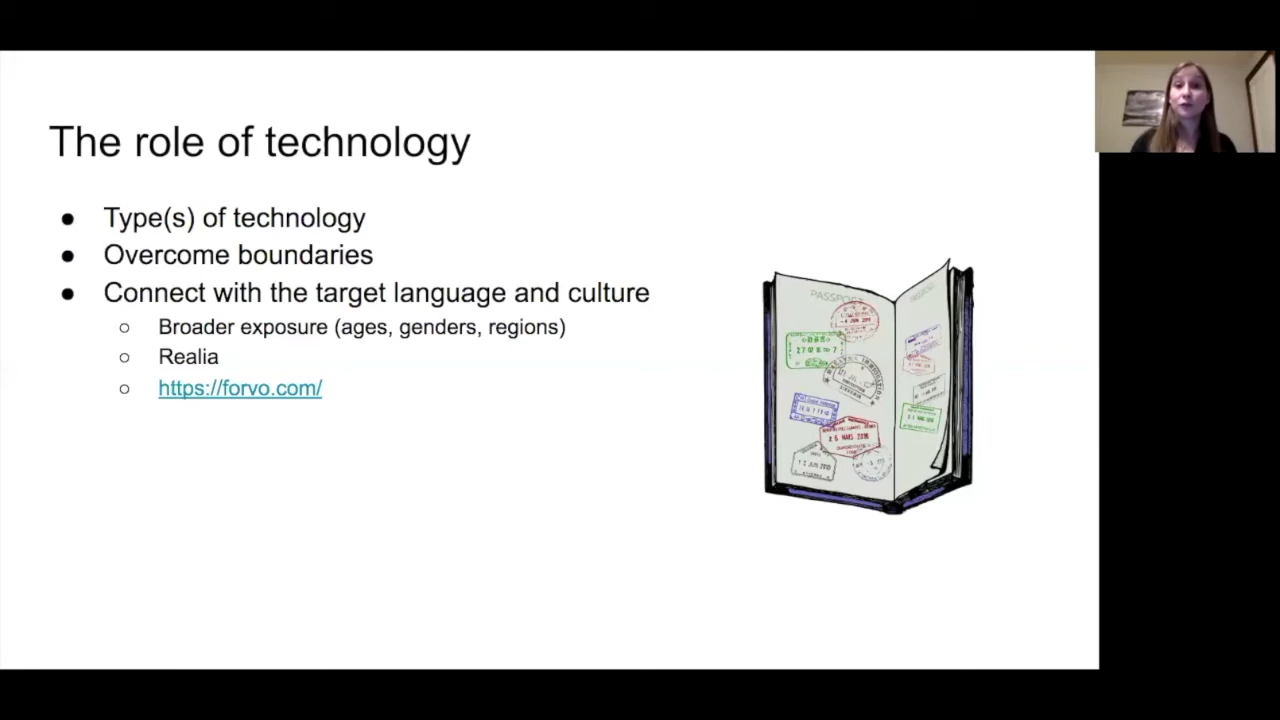 The role of technology
● Type(s) of technology
● Overcome boundaries
● Connect with the target language and culture
○ Broader exposure (ages, genders, regions)
○ Realia
○ https://forvo.com/
PASSPORT